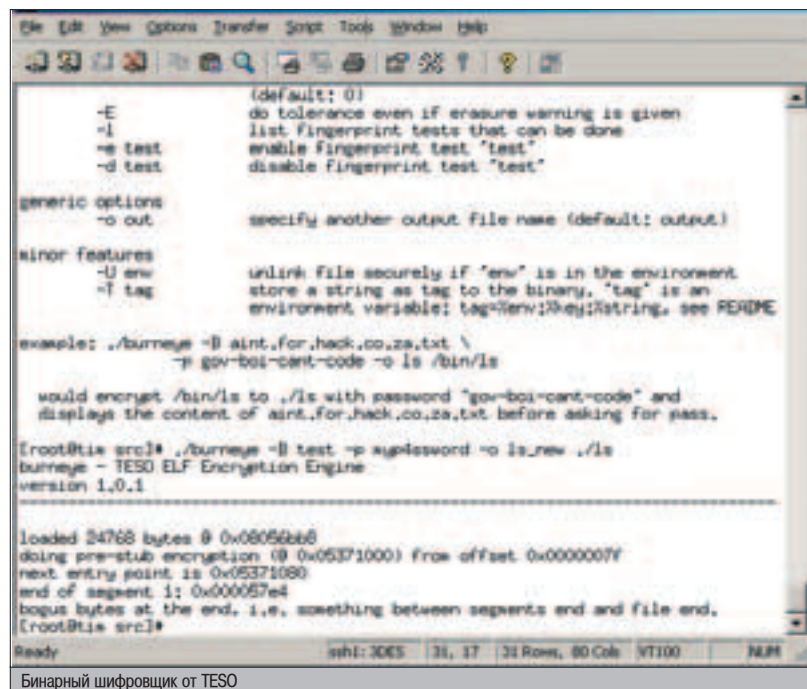 File Edit View Options Transfer Script Tools Window Help
(default: 0)
-E do tolerance even if erasure warning is given
-l list fingerprint tests that can be done
-e test enable fingerprint test "test"
-d test disable fingerprint test "test"
generic options
-o out specify another output file name (default: output)
minor features
-U env unlink file securely if "env" is in the environment
-T tag store a string as tag to the binary, "tag" is an
environment variable: tag=%env:%key:%string, see README
example: ./burneye -B aint.for.hack.co.za.txt \
-p gov-boi-cant-code -o ls /bin/ls
would encrypt /bin/ls to ./ls with password "gov-boi-cant-code" and
displays the content of aint.for.hack.co.za.txt before asking for pass.
[root@tim src]# ./burneye -B test -p myp4ssword -o ls_new ./ls
burneye - TESO ELF Encryption Engine
version 1.0.1
loaded 24768 bytes @ 0x08056bb8
doing pre-stub encryption (@ 0x05371000) from offset 0x0000007f
next entry point is 0x05371080
end of segment 1: 0x000057e4
bogus bytes at the end, i.e. something between segments end and file end.
[root@tim src]#
Ready ssh1: 3DES 31, 17 31 Rows, 80 Cols VT100 NUM
Бинарный шифровщик от TESO